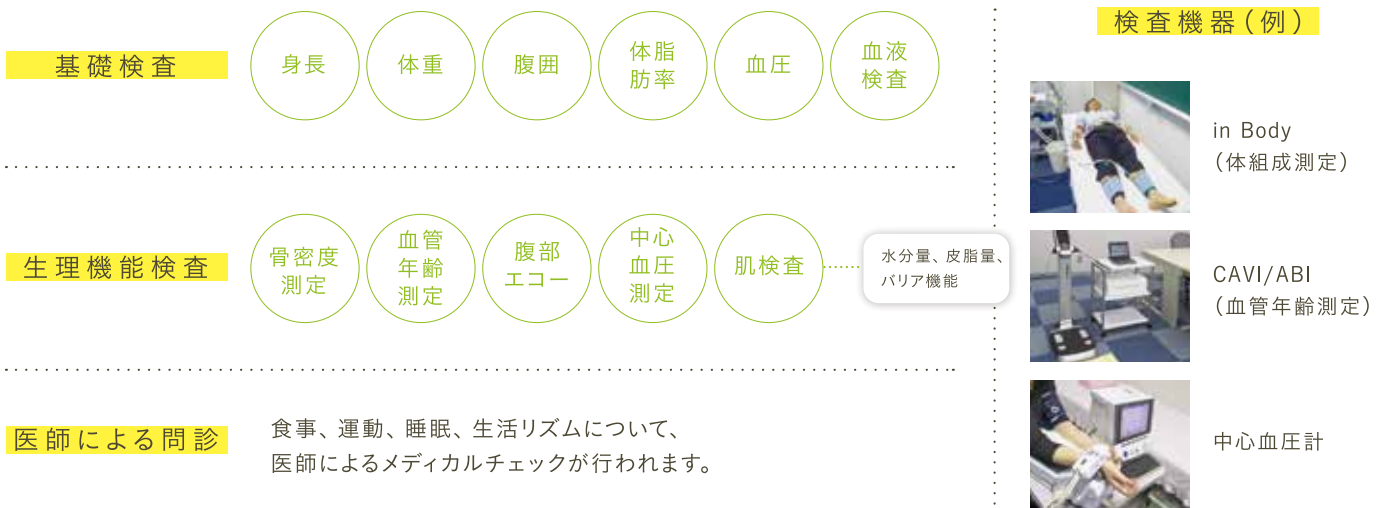 基礎検査
身長
体重
腹囲
体脂
肪率
血圧
血液
検査
生理機能検査
骨密度
測定
血管
年齢
測定
腹部
エコー
中心
血圧
測定
肌検査
水分量、皮脂量、
バリア機能
医師による問診
食事、運動、睡眠、生活リズムについて、
医師によるメディカルチェックが行われます。
検査機器(例)
in Body
(体組成測定)
CAVI/ABI
(血管年齢測定)
中心血圧計